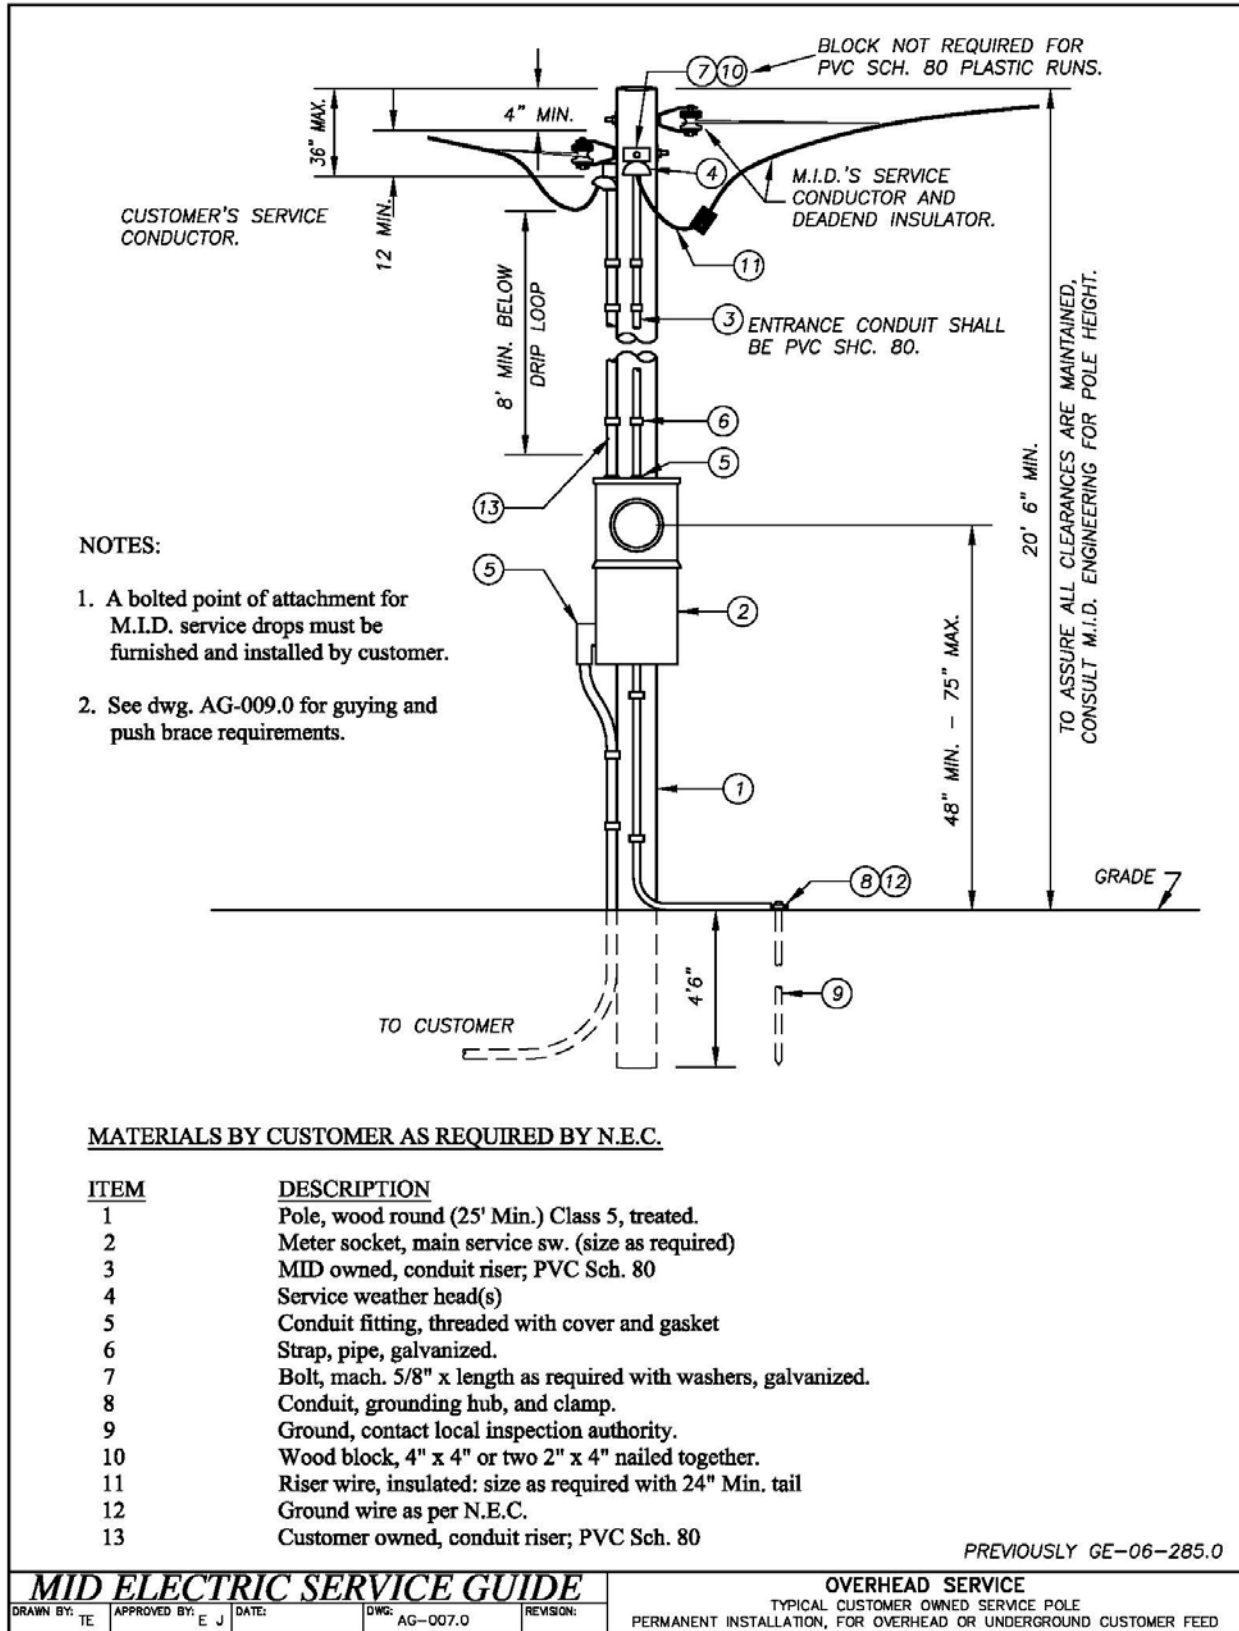 BLOCK NOT REQUIRED FOR
PVC SCH. 80 PLASTIC RUNS.
7 10
4" MIN.
36" MAX.
12 MIN.
4
M.I.D.'S SERVICE
CONDUCTOR AND
DEADEND INSULATOR.
CUSTOMER'S SERVICE
CONDUCTOR.
11
8' MIN. BELOW
DRIP LOOP
3 ENTRANCE CONDUIT SHALL
BE PVC SHC. 80.
6
5
13
20' 6" MIN.
TO ASSURE ALL CLEARANCES ARE MAINTAINED,
CONSULT M.I.D. ENGINEERING FOR POLE HEIGHT.
NOTES:
5
2
1. A bolted point of attachment for
M.I.D. service drops must be
furnished and installed by customer.
2. See dwg. AG-009.0 for guying and
push brace requirements.
48" MIN. - 75" MAX.
1
8 12
GRADE
4'6"
9
TO CUSTOMER
MATERIALS BY CUSTOMER AS REQUIRED BY N.E.C.
ITEM DESCRIPTION
1 Pole, wood round (25' Min.) Class 5, treated.
2 Meter socket, main service sw. (size as required)
3 MID owned, conduit riser; PVC Sch. 80
4 Service weather head(s)
5 Conduit fitting, threaded with cover and gasket
6 Strap, pipe, galvanized.
7 Bolt, mach. 5/8" x length as required with washers, galvanized.
8 Conduit, grounding hub, and clamp.
9 Ground, contact local inspection authority.
10 Wood block, 4" x 4" or two 2" x 4" nailed together.
11 Riser wire, insulated: size as required with 24" Min. tail
12 Ground wire as per N.E.C.
13 Customer owned, conduit riser; PVC Sch. 80
PREVIOUSLY GE-06-285.0
MID ELECTRIC SERVICE GUIDE
DRAWN BY: TE APPROVED BY: E J DATE: DWG: AG-007.0 REVISION:
OVERHEAD SERVICE
TYPICAL CUSTOMER OWNED SERVICE POLE
PERMANENT INSTALLATION, FOR OVERHEAD OR UNDERGROUND CUSTOMER FEED